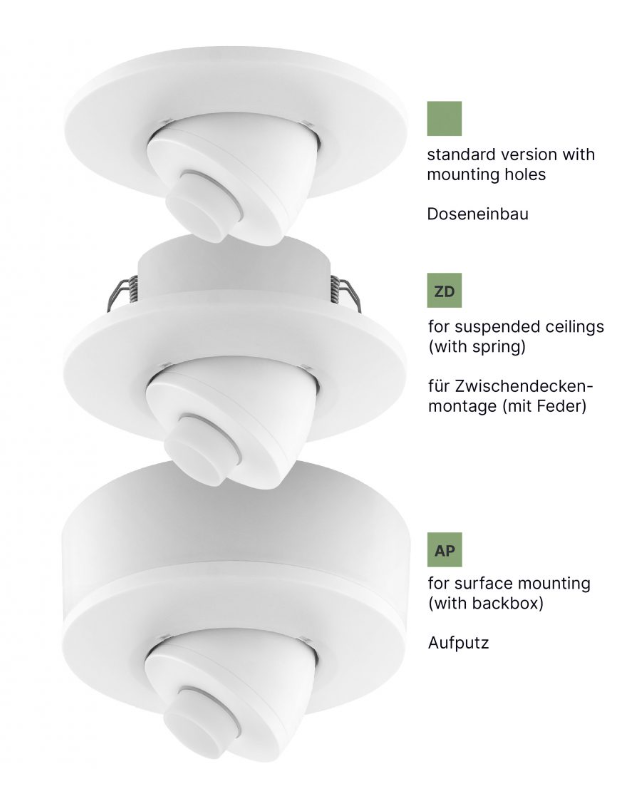 standard version with
mounting holes
Doseneinbau
ZD
for suspended ceilings
(with spring)
für Zwischendecken-
montage (mit Feder)
AP
for surface mounting
(with backbox)
Aufputz